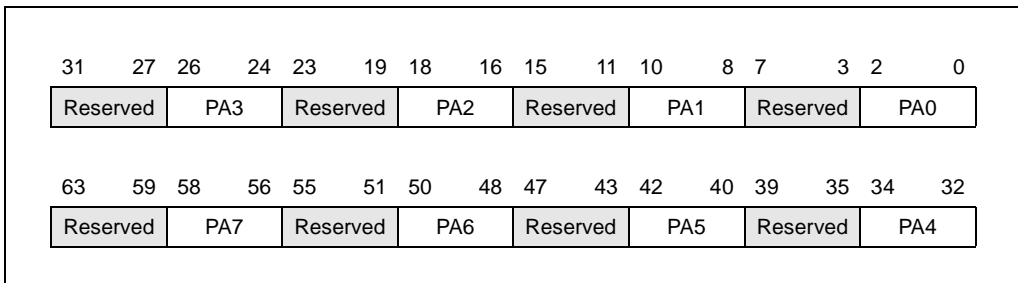 31 27 26 24 23 19 18 16 15 11 10 8 7 3 2 0
Reserved PA3 Reserved PA2 Reserved PA1 Reserved PA0
63 59 58 56 55 51 50 48 47 43 42 40 39 35 34 32
Reserved PA7 Reserved PA6 Reserved PA5 Reserved PA4